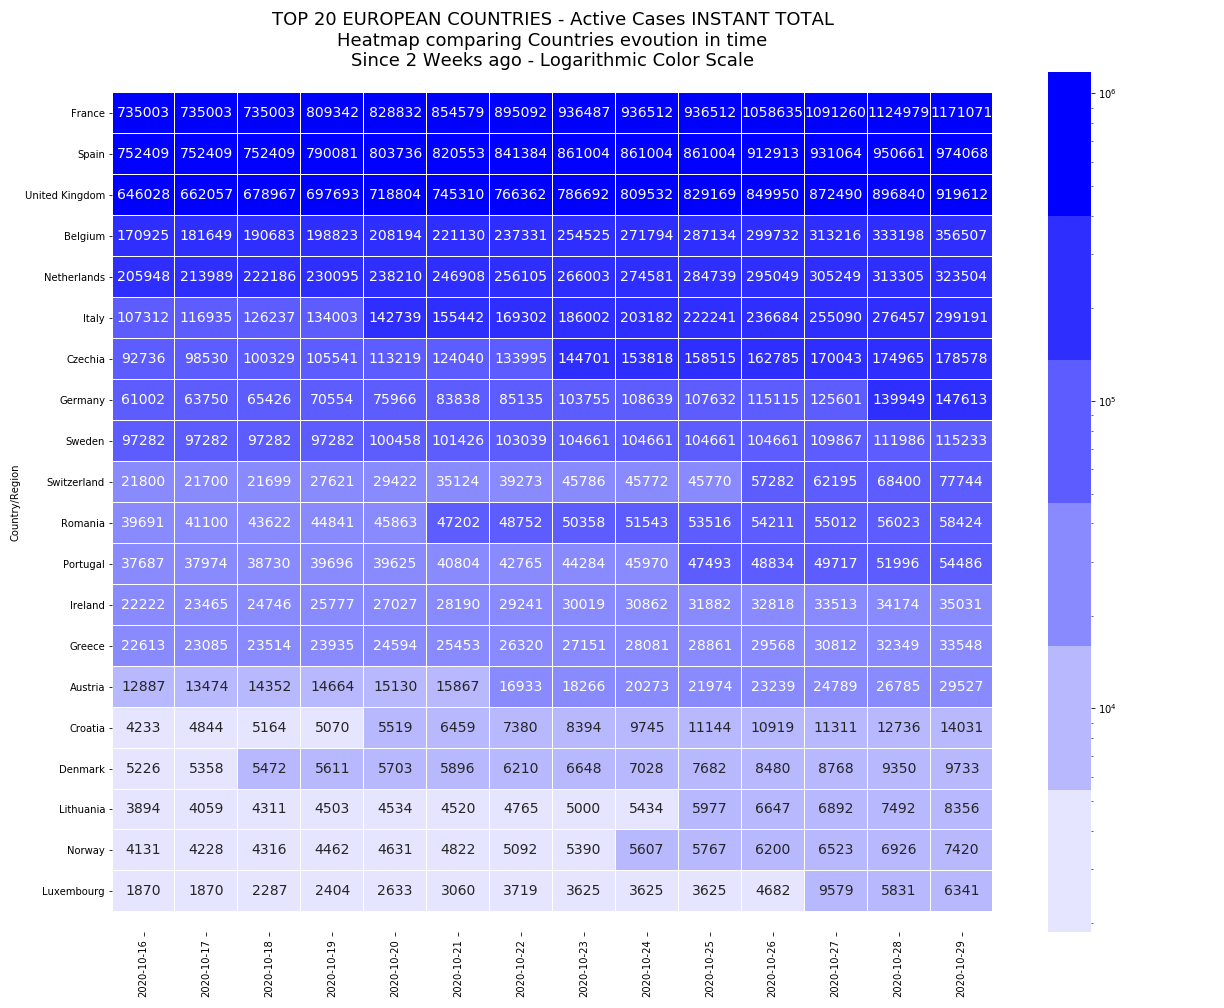 TOP 20 EUROPEAN COUNTRIES - Active Cases INSTANT TOTAL
Heatmap comparing Countries evoution in time
Since 2 Weeks ago - Logarithmic Color Scale
Country/Region
France 735003 735003 735003 809342 828832 854579 895092 936487 936512 936512 1058635 1091260 1124979 1171071
Spain 752409 752409 752409 790081 803736 820553 841384 861004 861004 861004 912913 931064 950661 974068
United Kingdom 646028 662057 678967 697693 718804 745310 766362 786692 809532 829169 849950 872490 896840 919612
Belgium 170925 181649 190683 198823 208194 221130 237331 254525 271794 287134 299732 313216 333198 356507
Netherlands 205948 213989 222186 230095 238210 246908 256105 266003 274581 284739 295049 305249 313305 323504
Italy 107312 116935 126237 134003 142739 155442 169302 186002 203182 222241 236684 255090 276457 299191
Czechia 92736 98530 100329 105541 113219 124040 133995 144701 153818 158515 162785 170043 174965 178578
Germany 61002 63750 65426 70554 75966 83838 85135 103755 108639 107632 115115 125601 139949 147613
Sweden 97282 97282 97282 97282 100458 101426 103039 104661 104661 104661 104661 109867 111986 115233
Switzerland 21800 21700 21699 27621 29422 35124 39273 45786 45772 45770 57282 62195 68400 77744
Romania 39691 41100 43622 44841 45863 47202 48752 50358 51543 53516 54211 55012 56023 58424
Portugal 37687 37974 38730 39696 39625 40804 42765 44284 45970 47493 48834 49717 51996 54486
Ireland 22222 23465 24746 25777 27027 28190 29241 30019 30862 31882 32818 33513 34174 35031
Greece 22613 23085 23514 23935 24594 25453 26320 27151 28081 28861 29568 30812 32349 33548
Austria 12887 13474 14352 14664 15130 15867 16933 18266 20273 21974 23239 24789 26785 29527
Croatia 4233 4844 5164 5070 5519 6459 7380 8394 9745 11144 10919 11311 12736 14031
Denmark 5226 5358 5472 5611 5703 5896 6210 6648 7028 7682 8480 8768 9350 9733
Lithuania 3894 4059 4311 4503 4534 4520 4765 5000 5434 5977 6647 6892 7492 8356
Norway 4131 4228 4316 4462 4631 4822 5092 5390 5607 5767 6200 6523 6926 7420
Luxembourg 1870 1870 2287 2404 2633 3060 3719 3625 3625 3625 4682 9579 5831 6341
2020-10-16 2020-10-17 2020-10-18 2020-10-19 2020-10-20 2020-10-21 2020-10-22 2020-10-23 2020-10-24 2020-10-25 2020-10-26 2020-10-27 2020-10-28 2020-10-29
10⁶
10⁵
10⁴